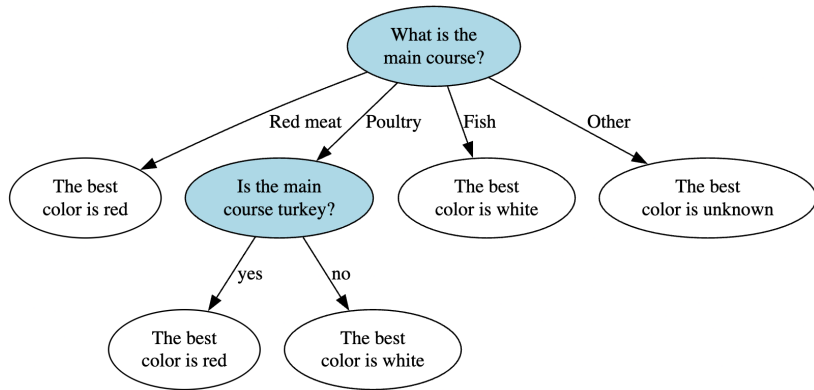 What is the
main course?
Red meat
Poultry
Fish
Other
The best
color is red
Is the main
course turkey?
The best
color is white
The best
color is unknown
yes
no
The best
color is red
The best
color is white